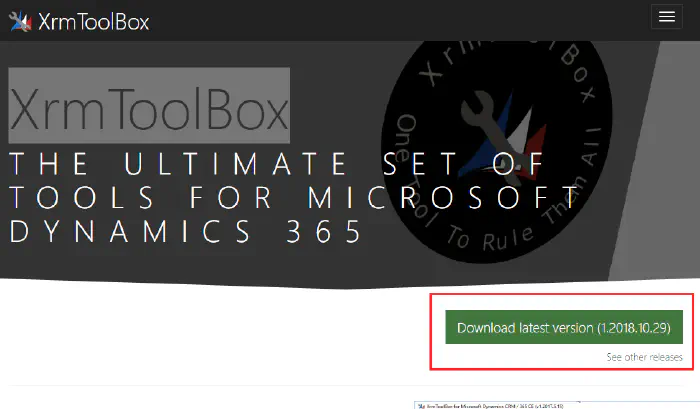 XrmToolBox
XrmToolBox
THE ULTIMATE SET OF
TOOLS FOR MICROSOFT
DYNAMICS 365
XrmToolBox
One Tool To Rule Them All
Download latest version (1.2018.10.29)
See other releases